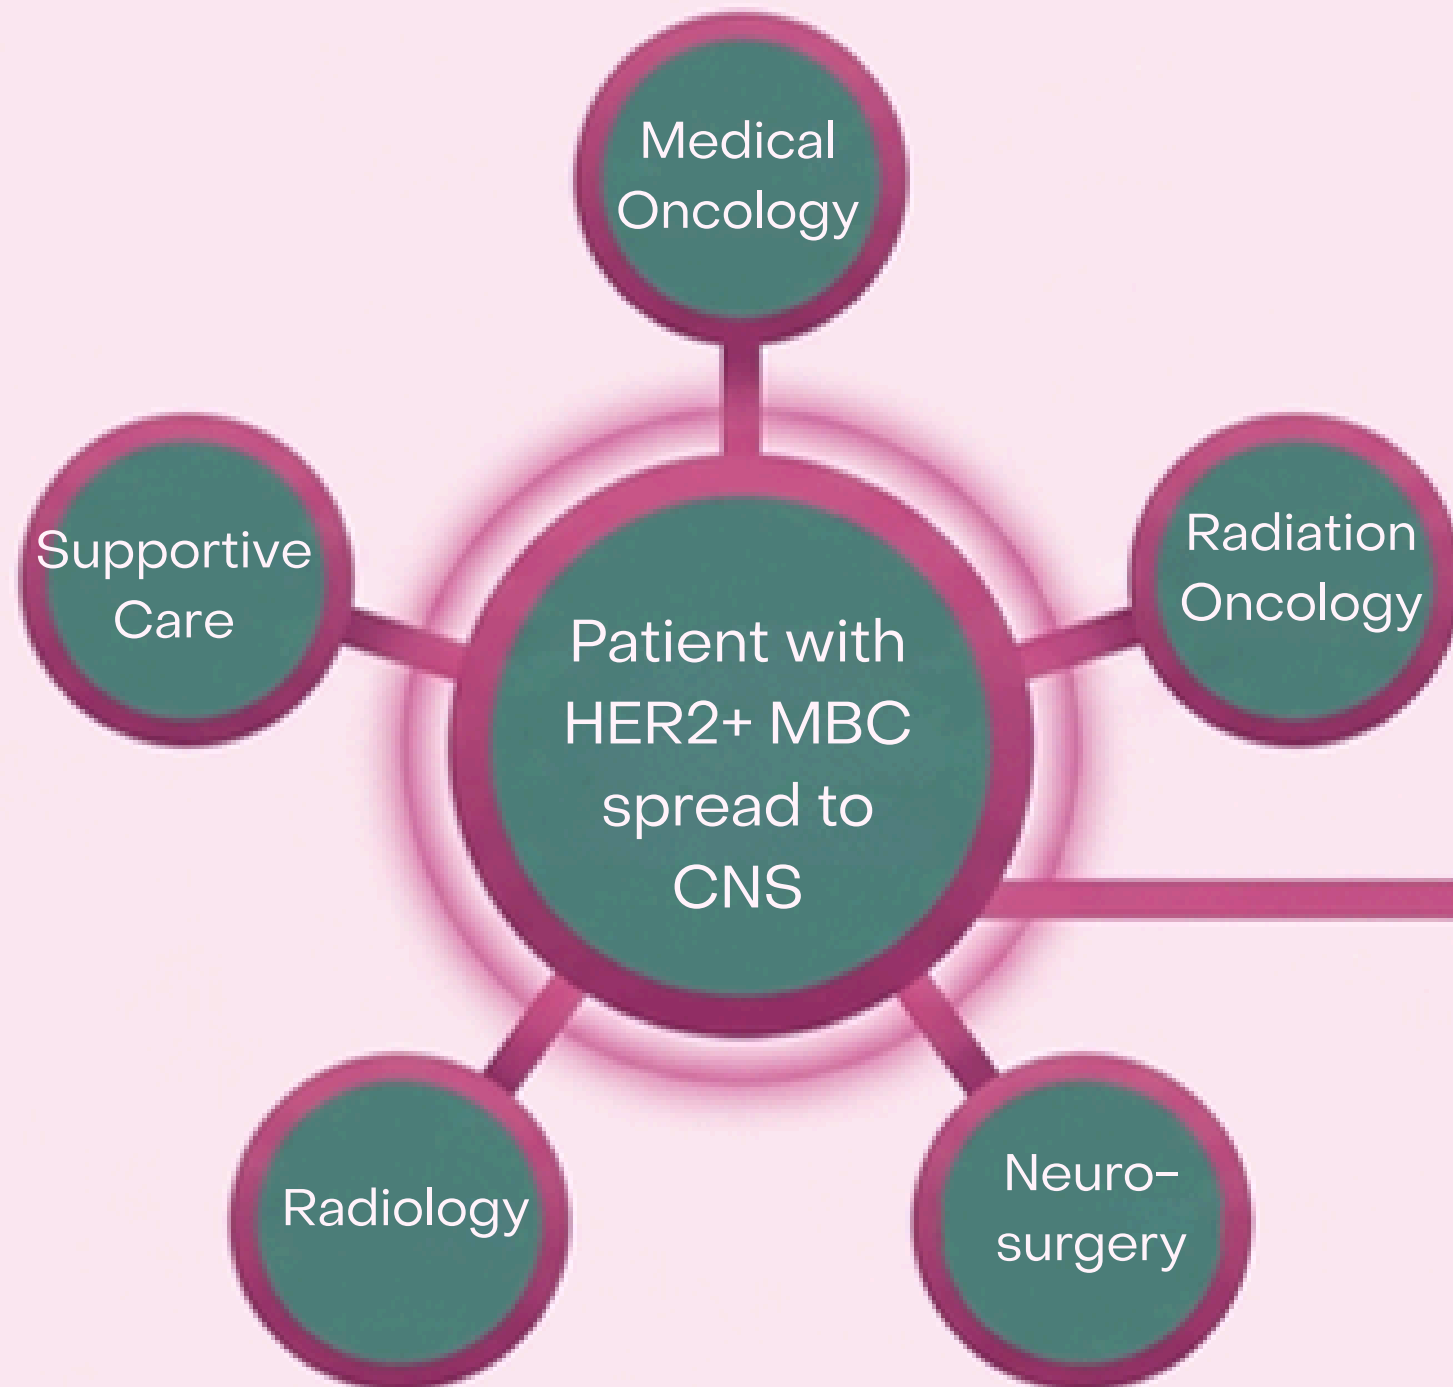 Medical
Oncology
Supportive
Care
Radiation
Oncology
Patient with
HER2+ MBC
spread to
CNS
Radiology
Neuro-
surgery